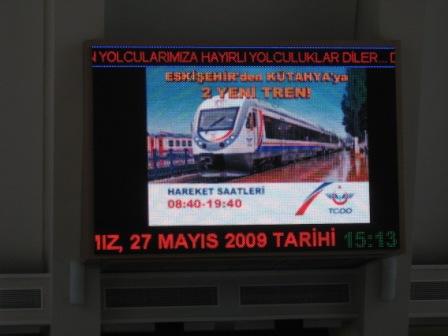 N YOLCULARIMIZA HAYIRLI YOLCULUKLAR DİLER... D
ESKİŞEHİR'den KÜTAHYA'ya
2 YENİ TREN!
HAREKET SAATLERİ
08:40-19:40
TCDD
MIZ, 27 MAYIS 2009 TARİHİ 15:13